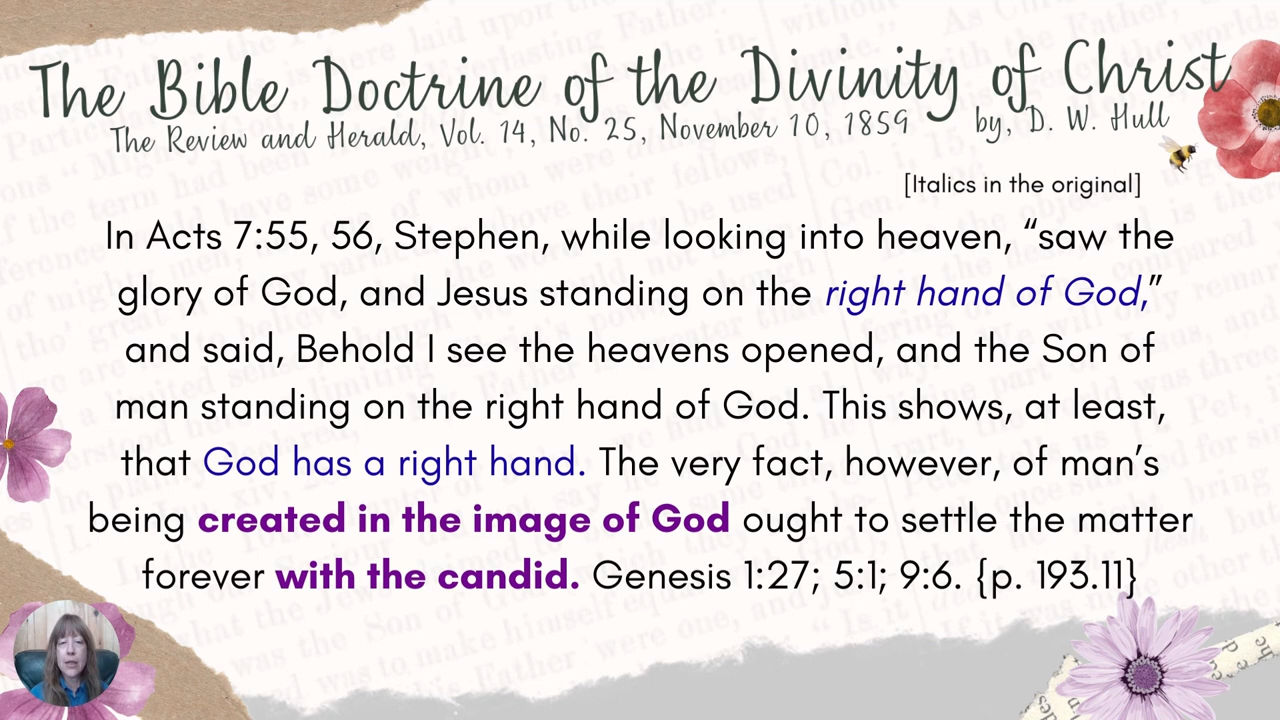 The Bible Doctrine of the Divinity of Christ
The Review and Herald, Vol. 14, No. 25, November 10, 1859 by, D. W. Hull
[Italics in the original]
In Acts 7:55, 56, Stephen, while looking into heaven, “saw the
glory of God, and Jesus standing on the right hand of God,”
and said, Behold I see the heavens opened, and the Son of
man standing on the right hand of God. This shows, at least,
that God has a right hand. The very fact, however, of man’s
being created in the image of God ought to settle the matter
forever with the candid. Genesis 1:27; 5:1; 9:6. {p. 193.11}